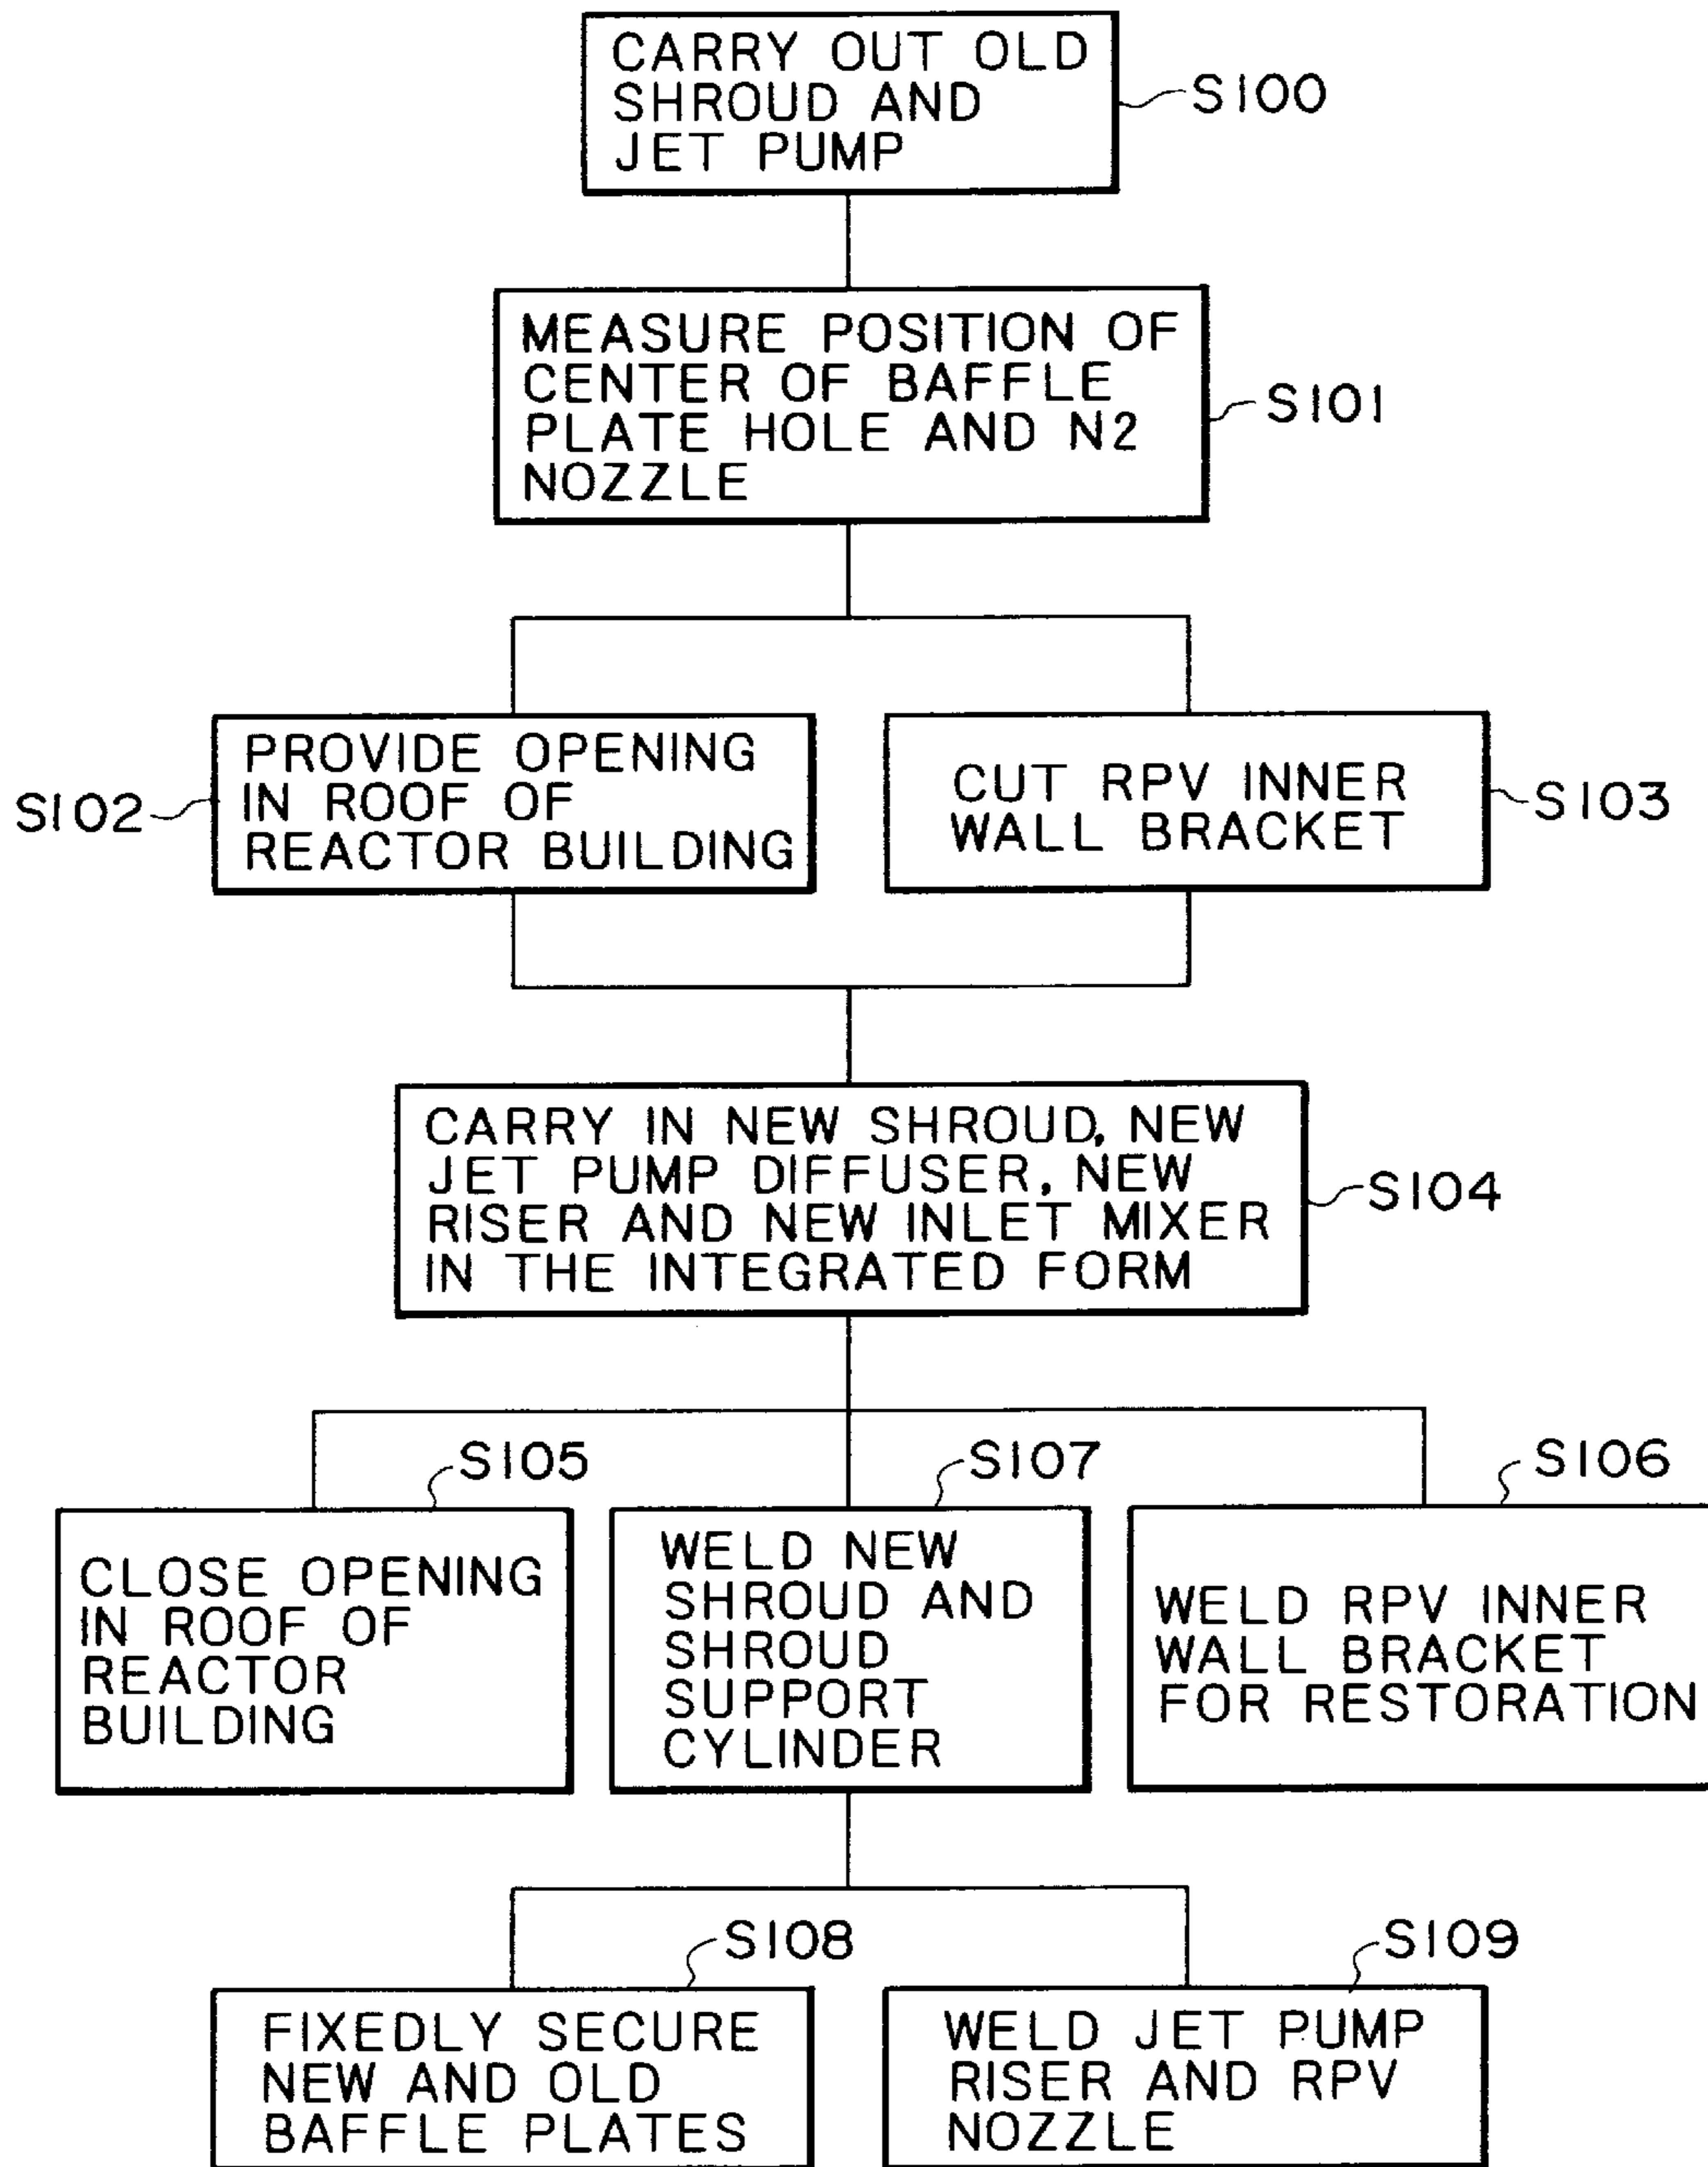 CARRY OUT OLD
SHROUD AND
JET PUMP
S100
MEASURE POSITION OF
CENTER OF BAFFLE
PLATE HOLE AND N2
NOZZLE
S101
PROVIDE OPENING
IN ROOF OF
REACTOR BUILDING
S102
CUT RPV INNER
WALL BRACKET
S103
CARRY IN NEW SHROUD, NEW
JET PUMP DIFFUSER, NEW
RISER AND NEW INLET MIXER
IN THE INTEGRATED FORM
S104
S105
CLOSE OPENING
IN ROOF OF
REACTOR
BUILDING
S107
WELD NEW
SHROUD AND
SHROUD
SUPPORT
CYLINDER
S106
WELD RPV INNER
WALL BRACKET
FOR RESTORATION
S108
FIXEDLY SECURE
NEW AND OLD
BAFFLE PLATES
S109
WELD JET PUMP
RISER AND RPV
NOZZLE